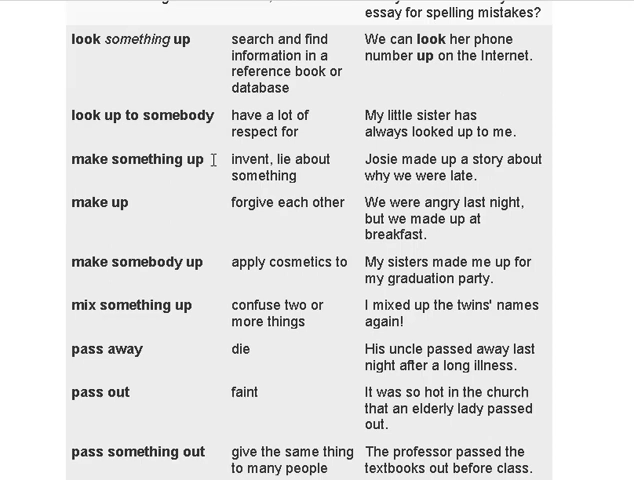 essay for spelling mistakes?
look something up search and find We can look her phone
information in a number up on the Internet.
reference book or
database
look up to somebody have a lot of My little sister has
respect for always looked up to me.
make something up invent, lie about Josie made up a story about
something why we were late.
make up forgive each other We were angry last night,
but we made up at
breakfast.
make somebody up apply cosmetics to My sisters made me up for
my graduation party.
mix something up confuse two or I mixed up the twins' names
more things again!
pass away die His uncle passed away last
night after a long illness.
pass out faint It was so hot in the church
that an elderly lady passed
out.
pass something out give the same thing The professor passed the
to many people textbooks out before class.